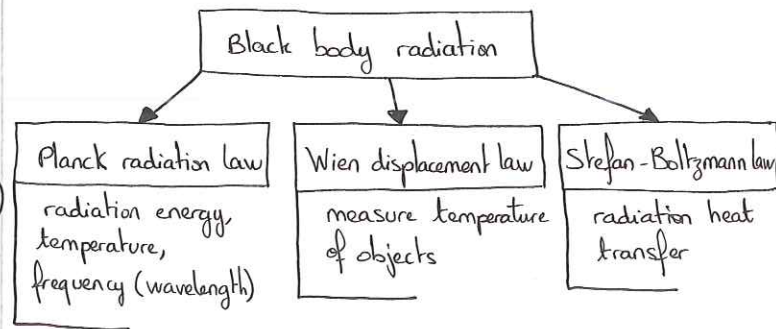 Black body radiation
Planck radiation law
radiation energy,
temperature,
frequency (wavelength)
Wien displacement law
measure temperature
of objects
Stefan-Boltzmann law
radiation heat
transfer